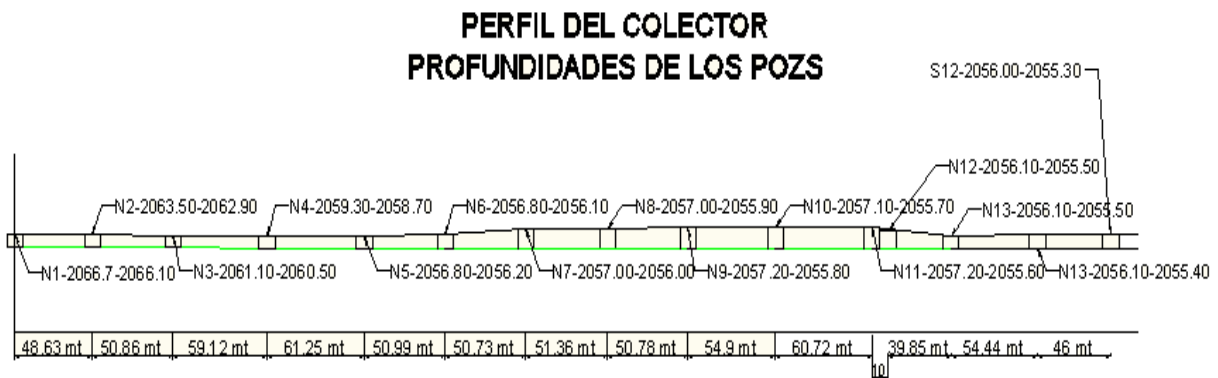 PERFIL DEL COLECTOR
PROFUNDIDADES DE LOS POZS
S12-2056.00-2055.30
N12-2056.10-2055.50
N2-2063.50-2062.90
N4-2059.30-2058.70
N6-2056.80-2056.10
N8-2057.00-2055.90
N10-2057.10-2055.70
N13-2056.10-2055.50
N1-2066.7-2066.10
N3-2061.10-2060.50
N5-2056.80-2056.20
N7-2057.00-2056.00
N9-2057.20-2055.80
N11-2057.20-2055.60
N13-2056.10-2055.40
48.63 mt
50.86 mt
59.12 mt
61.25 mt
50.99 mt
50.73 mt
51.36 mt
50.78 mt
54.9 mt
60.72 mt
10
39.85 mt
54.44 mt
46 mt